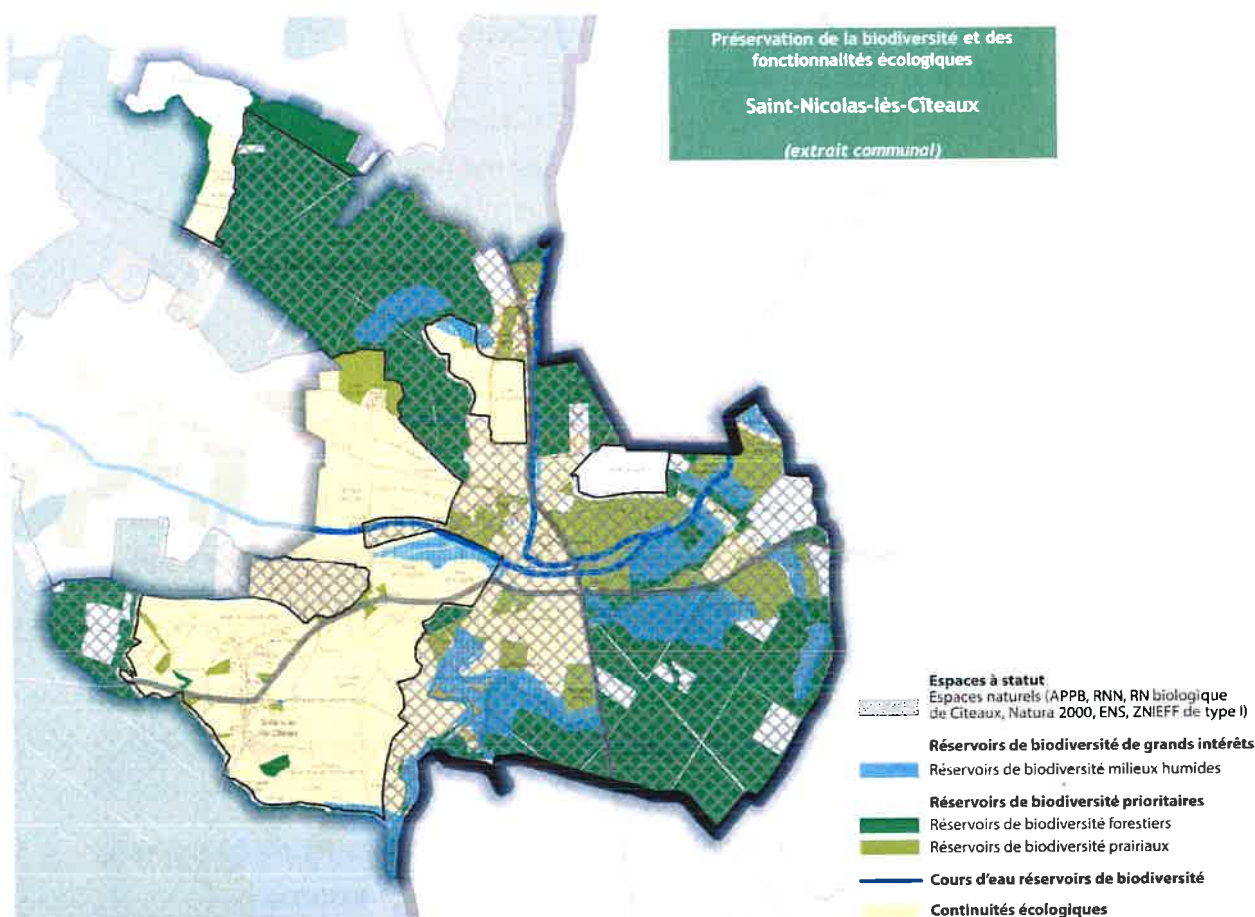 Préservation de la biodiversité et des
fonctionnalités écologiques
Saint-Nicolas-lès-Cîteaux
(extrait communal)
Espaces à statut
Espaces naturels (APPB, RNN, RN biologique
de Cîteaux, Natura 2000, ENS, ZNIEFF de type I)
Réservoirs de biodiversité de grands intérêts
Réservoirs de biodiversité milieux humides
Réservoirs de biodiversité prioritaires
Réservoirs de biodiversité forestiers
Réservoirs de biodiversité prairiaux
Cours d'eau réservoirs de biodiversité
Continuités écologiques